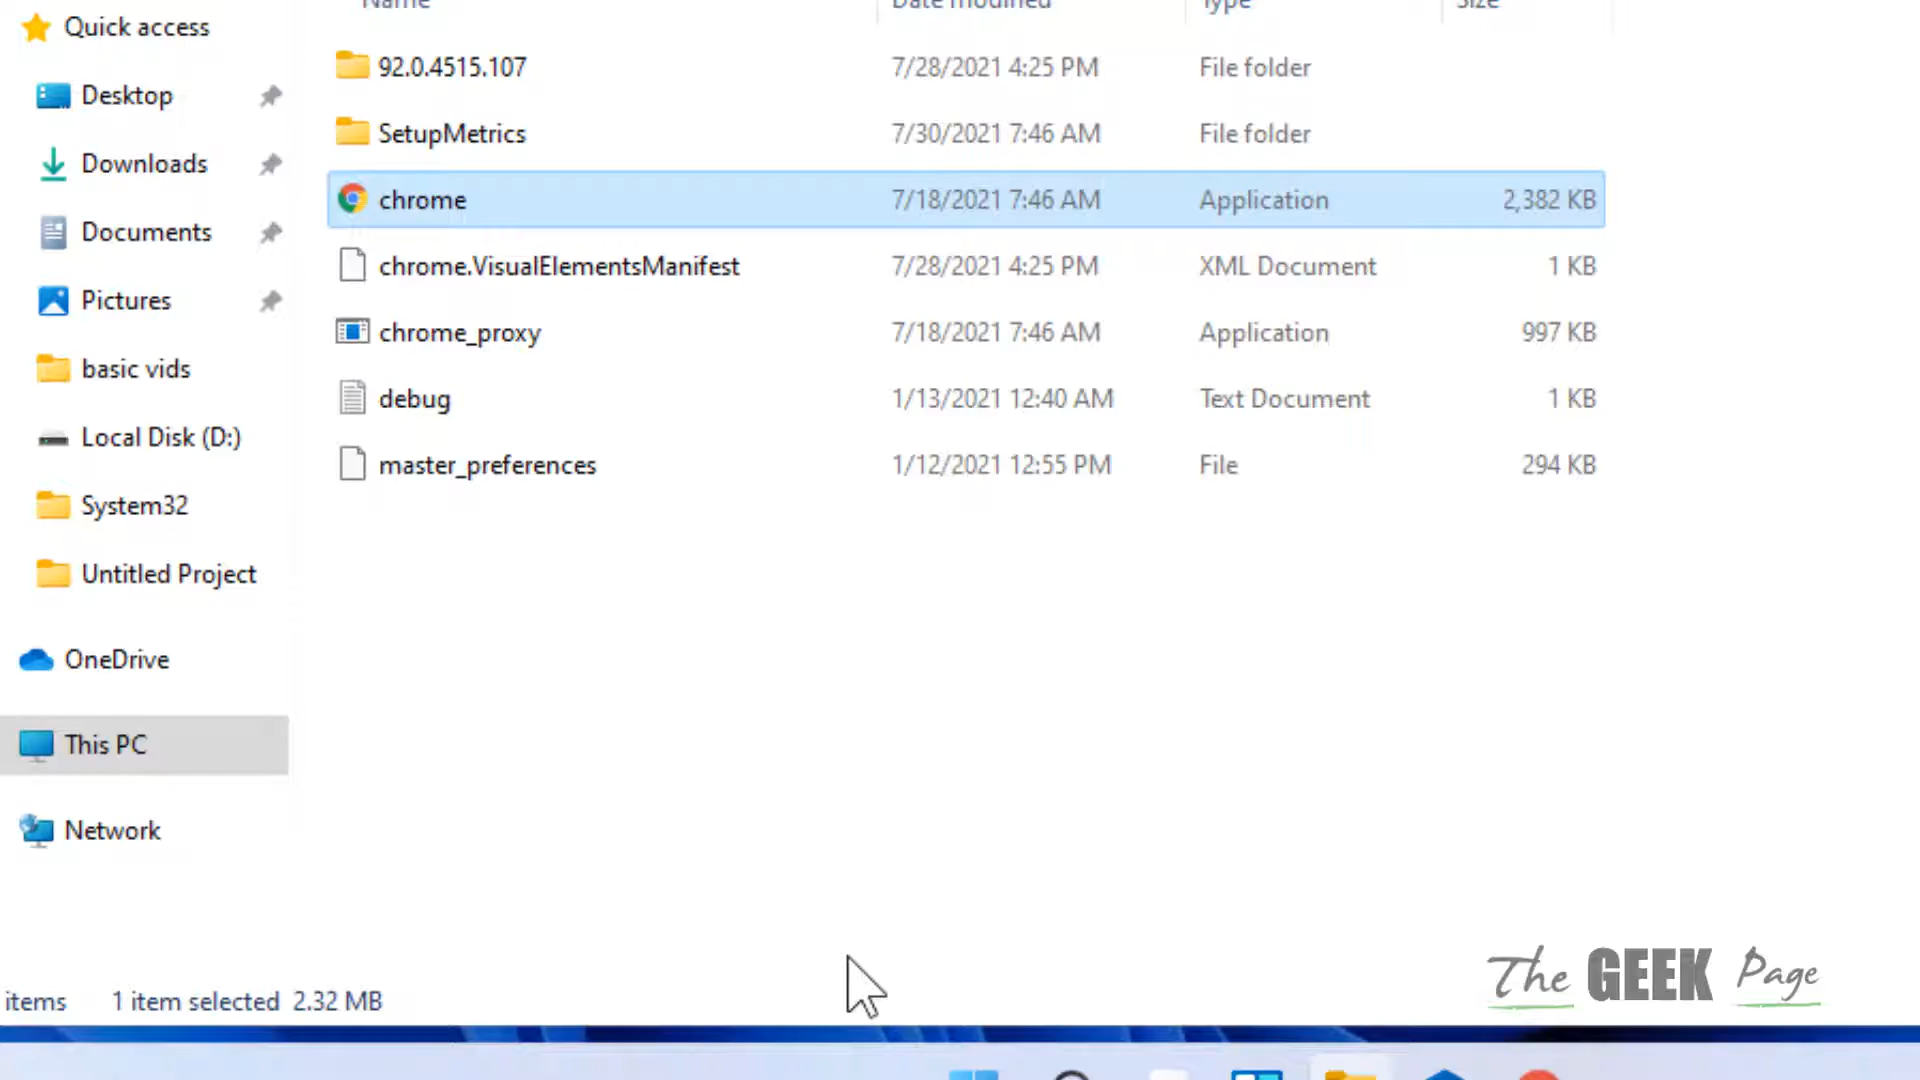 Quick access
Desktop
Downloads
Documents
Pictures
basic vids
Local Disk (D:)
System32
Untitled Project
OneDrive
This PC
Network
Name Date modified Type Size
92.0.4515.107 7/28/2021 4:25 PM File folder
SetupMetrics 7/30/2021 7:46 AM File folder
chrome 7/18/2021 7:46 AM Application 2,382 KB
chrome.VisualElementsManifest 7/28/2021 4:25 PM XML Document 1 KB
chrome_proxy 7/18/2021 7:46 AM Application 997 KB
debug 1/13/2021 12:40 AM Text Document 1 KB
master_preferences 1/12/2021 12:55 PM File 294 KB
items 1 item selected 2.32 MB
The GEEK Page